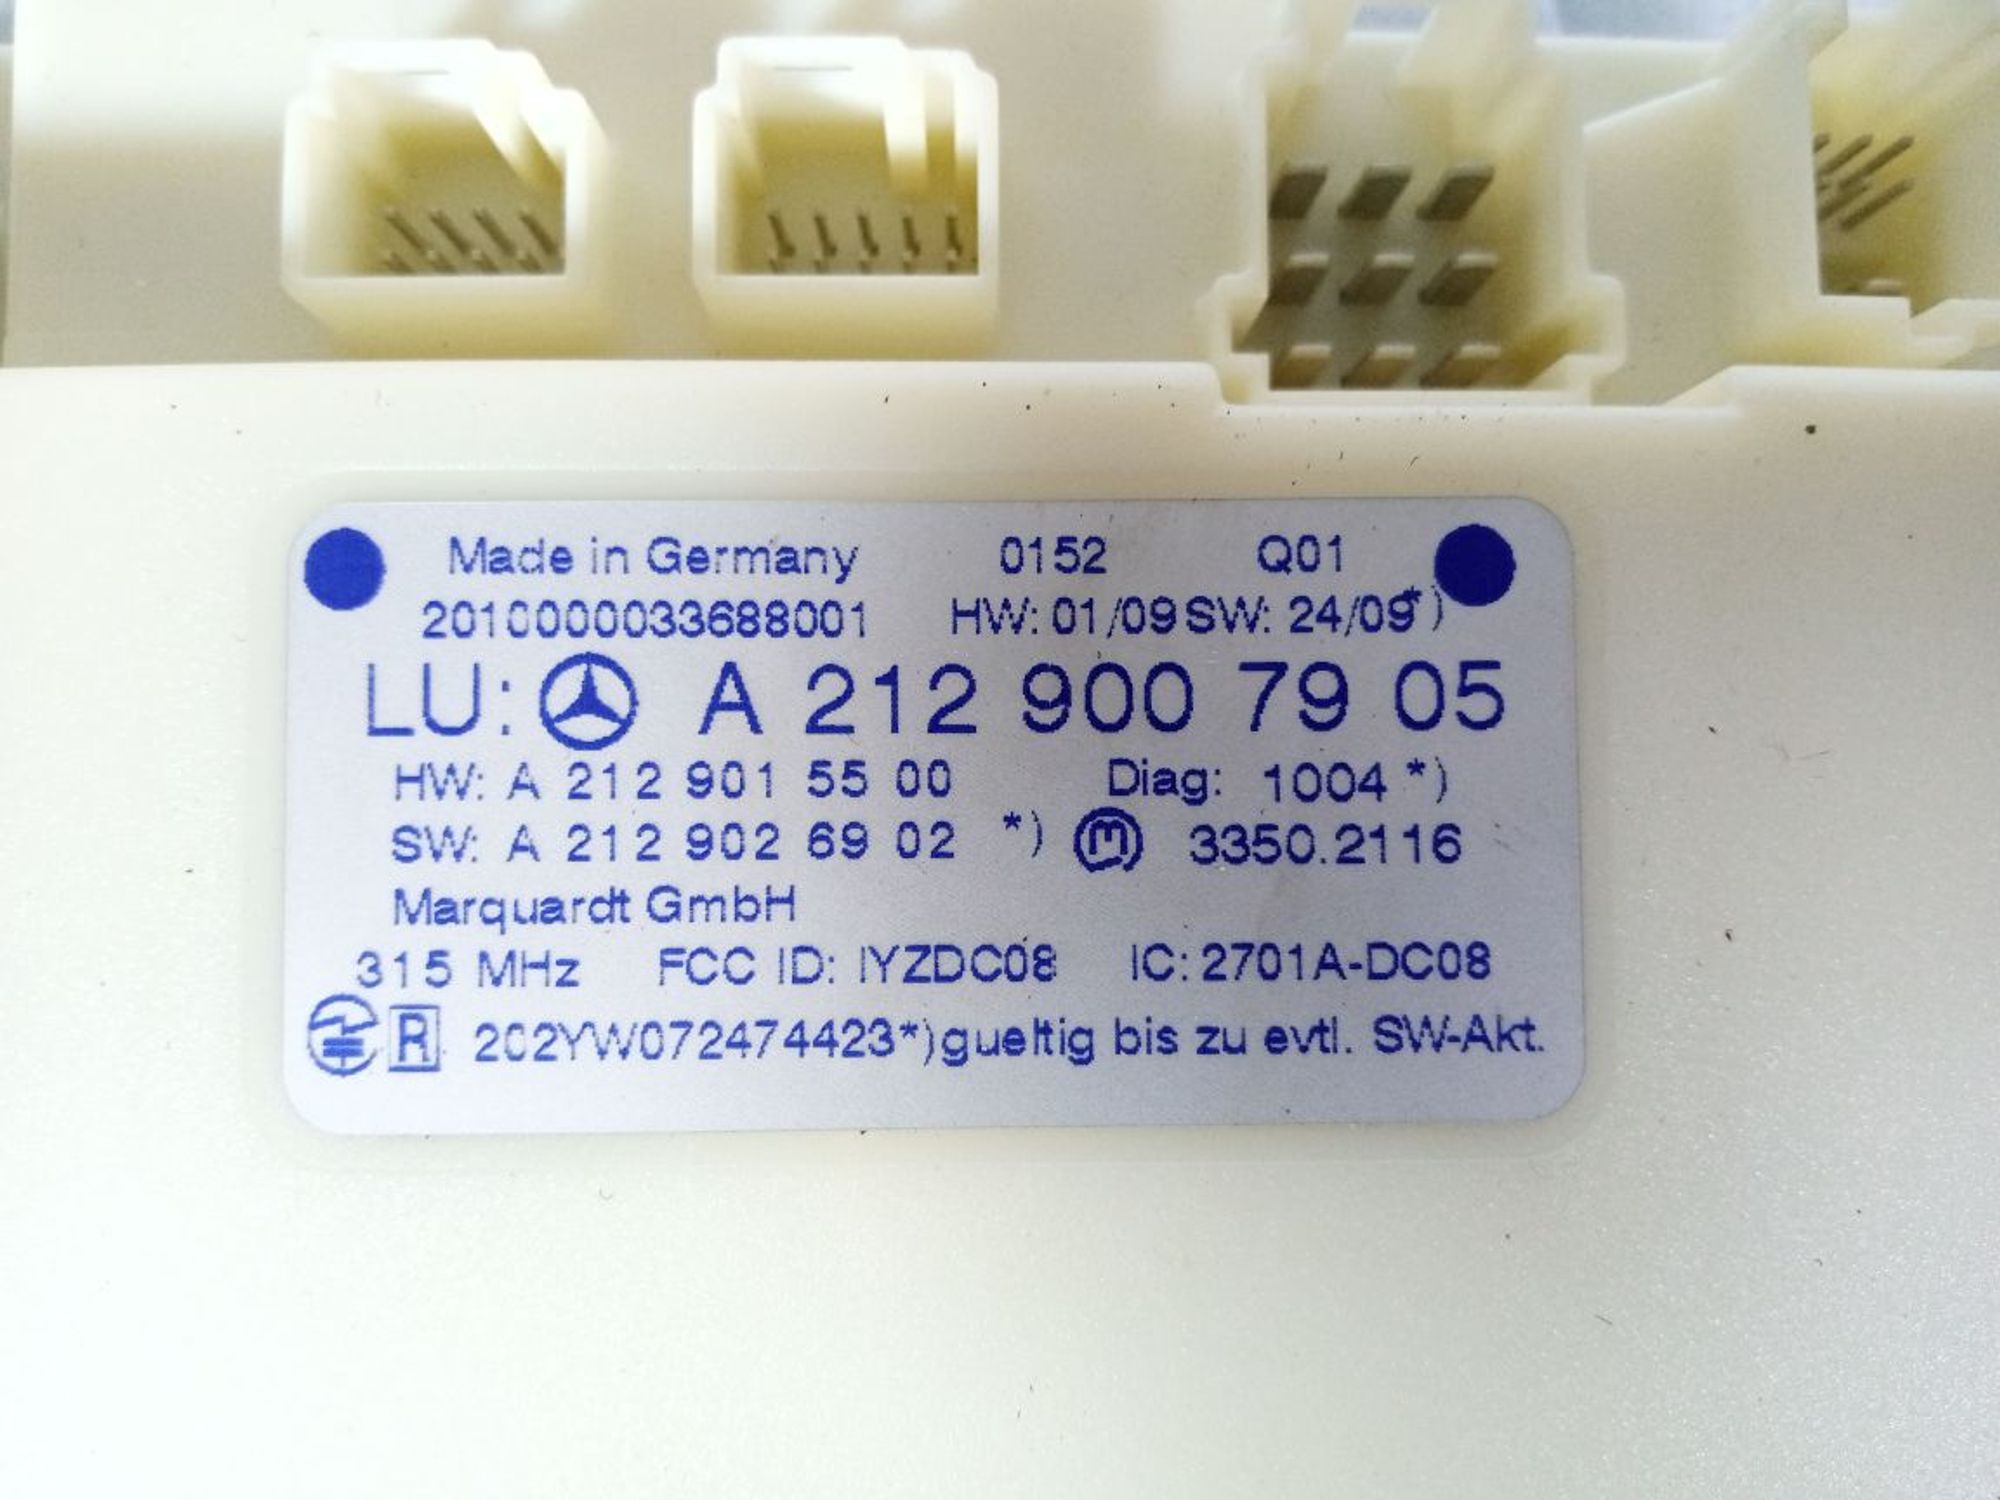 Made in Germany 0152 Q01
2010000033688001 HW: 01/09 SW: 24/09*)
LU: A 212 900 79 05
HW: A 212 901 55 00 Diag: 1004 *)
SW: A 212 902 69 02 *) m 3350.2116
Marquardt GmbH
315 MHz FCC ID: IYZDC08 IC: 2701A-DC08
R 202YW072474423*)gueltig bis zu evtl. SW-Akt.